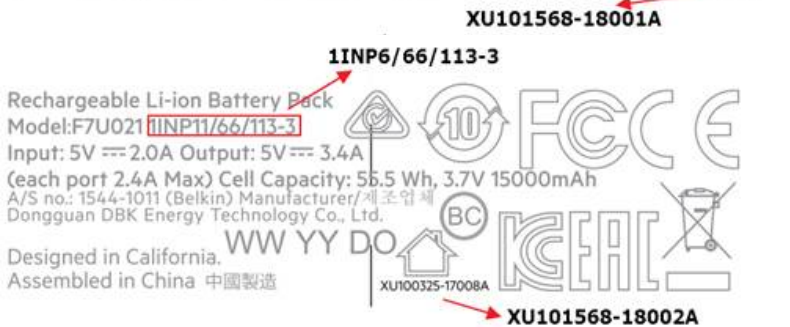 XU101568-18001A
1INP6/66/113-3
Rechargeable Li-ion Battery Pack
Model:F7U021 1INP11/66/113-3
Input: 5V ⎓ 2.0A Output: 5V ⎓ 3.4A
(each port 2.4A Max) Cell Capacity: 55.5 Wh, 3.7V 15000mAh
A/S no.: 1544-1011 (Belkin) Manufacturer/제조업체
Dongguan DBK Energy Technology Co., Ltd.
Designed in California.
Assembled in China 中國製造
WW YY DO
10
FC CE
BC
KC EAC
XU100325-17008A
XU101568-18002A